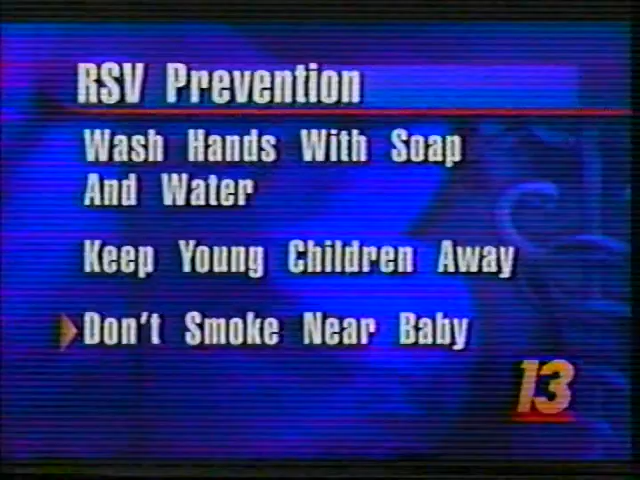 RSV Prevention
Wash Hands With Soap
And Water
Keep Young Children Away
Don't Smoke Near Baby
13